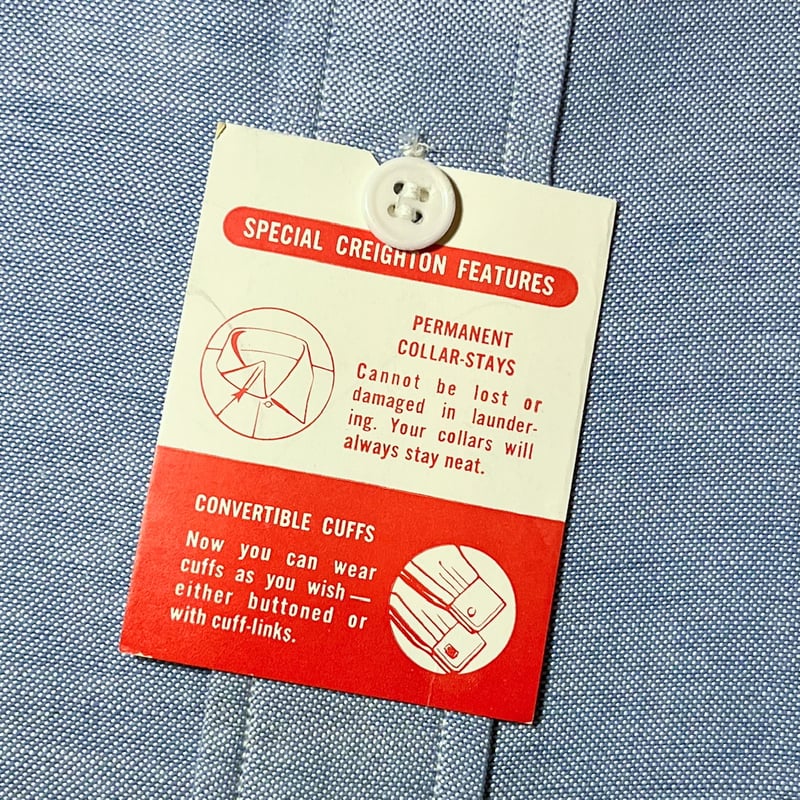 SPECIAL CREIGHTON FEATURES
PERMANENT
COLLAR-STAYS
Cannot be lost or
damaged in launder-
ing. Your collars will
always stay neat.
CONVERTIBLE CUFFS
Now you can wear
cuffs as you wish —
either buttoned or
with cuff-links.